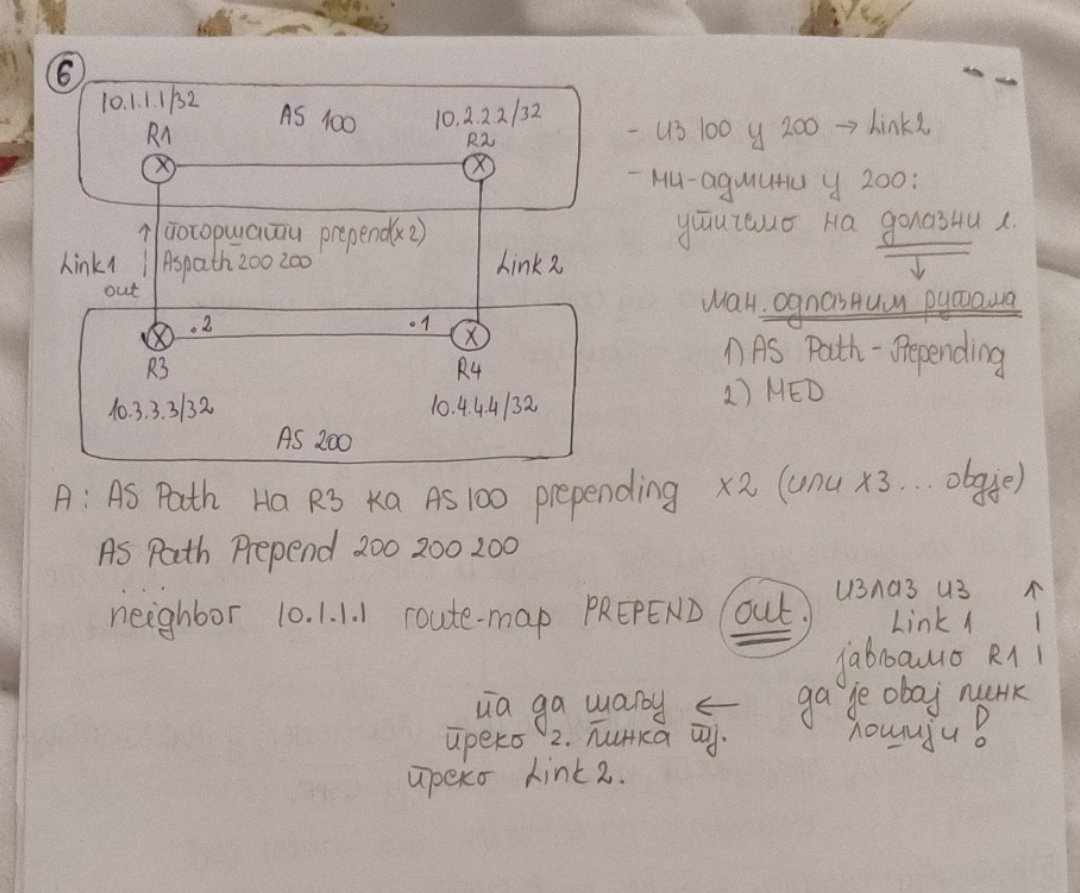 6
10.1.1.1/32
AS 100
10.2.2.2/32
R1
R2
- из 100 у 200 → Link2
- ми-админи у 200:
утичемо на долазни с.
↑ погоршати prepend(x2)
Link1
Aspath 200 200
out
Link 2
ман. одлазним рутама
.2
.1
R3
R4
1) AS Path - Prepending
2) MED
10.3.3.3/32
10.4.4.4/32
AS 200
A: AS Path на R3 ка AS 100 prepending x2 (или x3... овдје)
AS Path Prepend 200 200 200
neighbor 10.1.1.1 route-map PREPEND out.
излаз из
Link 1
јављамо R1
да је овај линк
лошији!
па да шаљу ←
преко 2. линка тј.
преко Link 2.